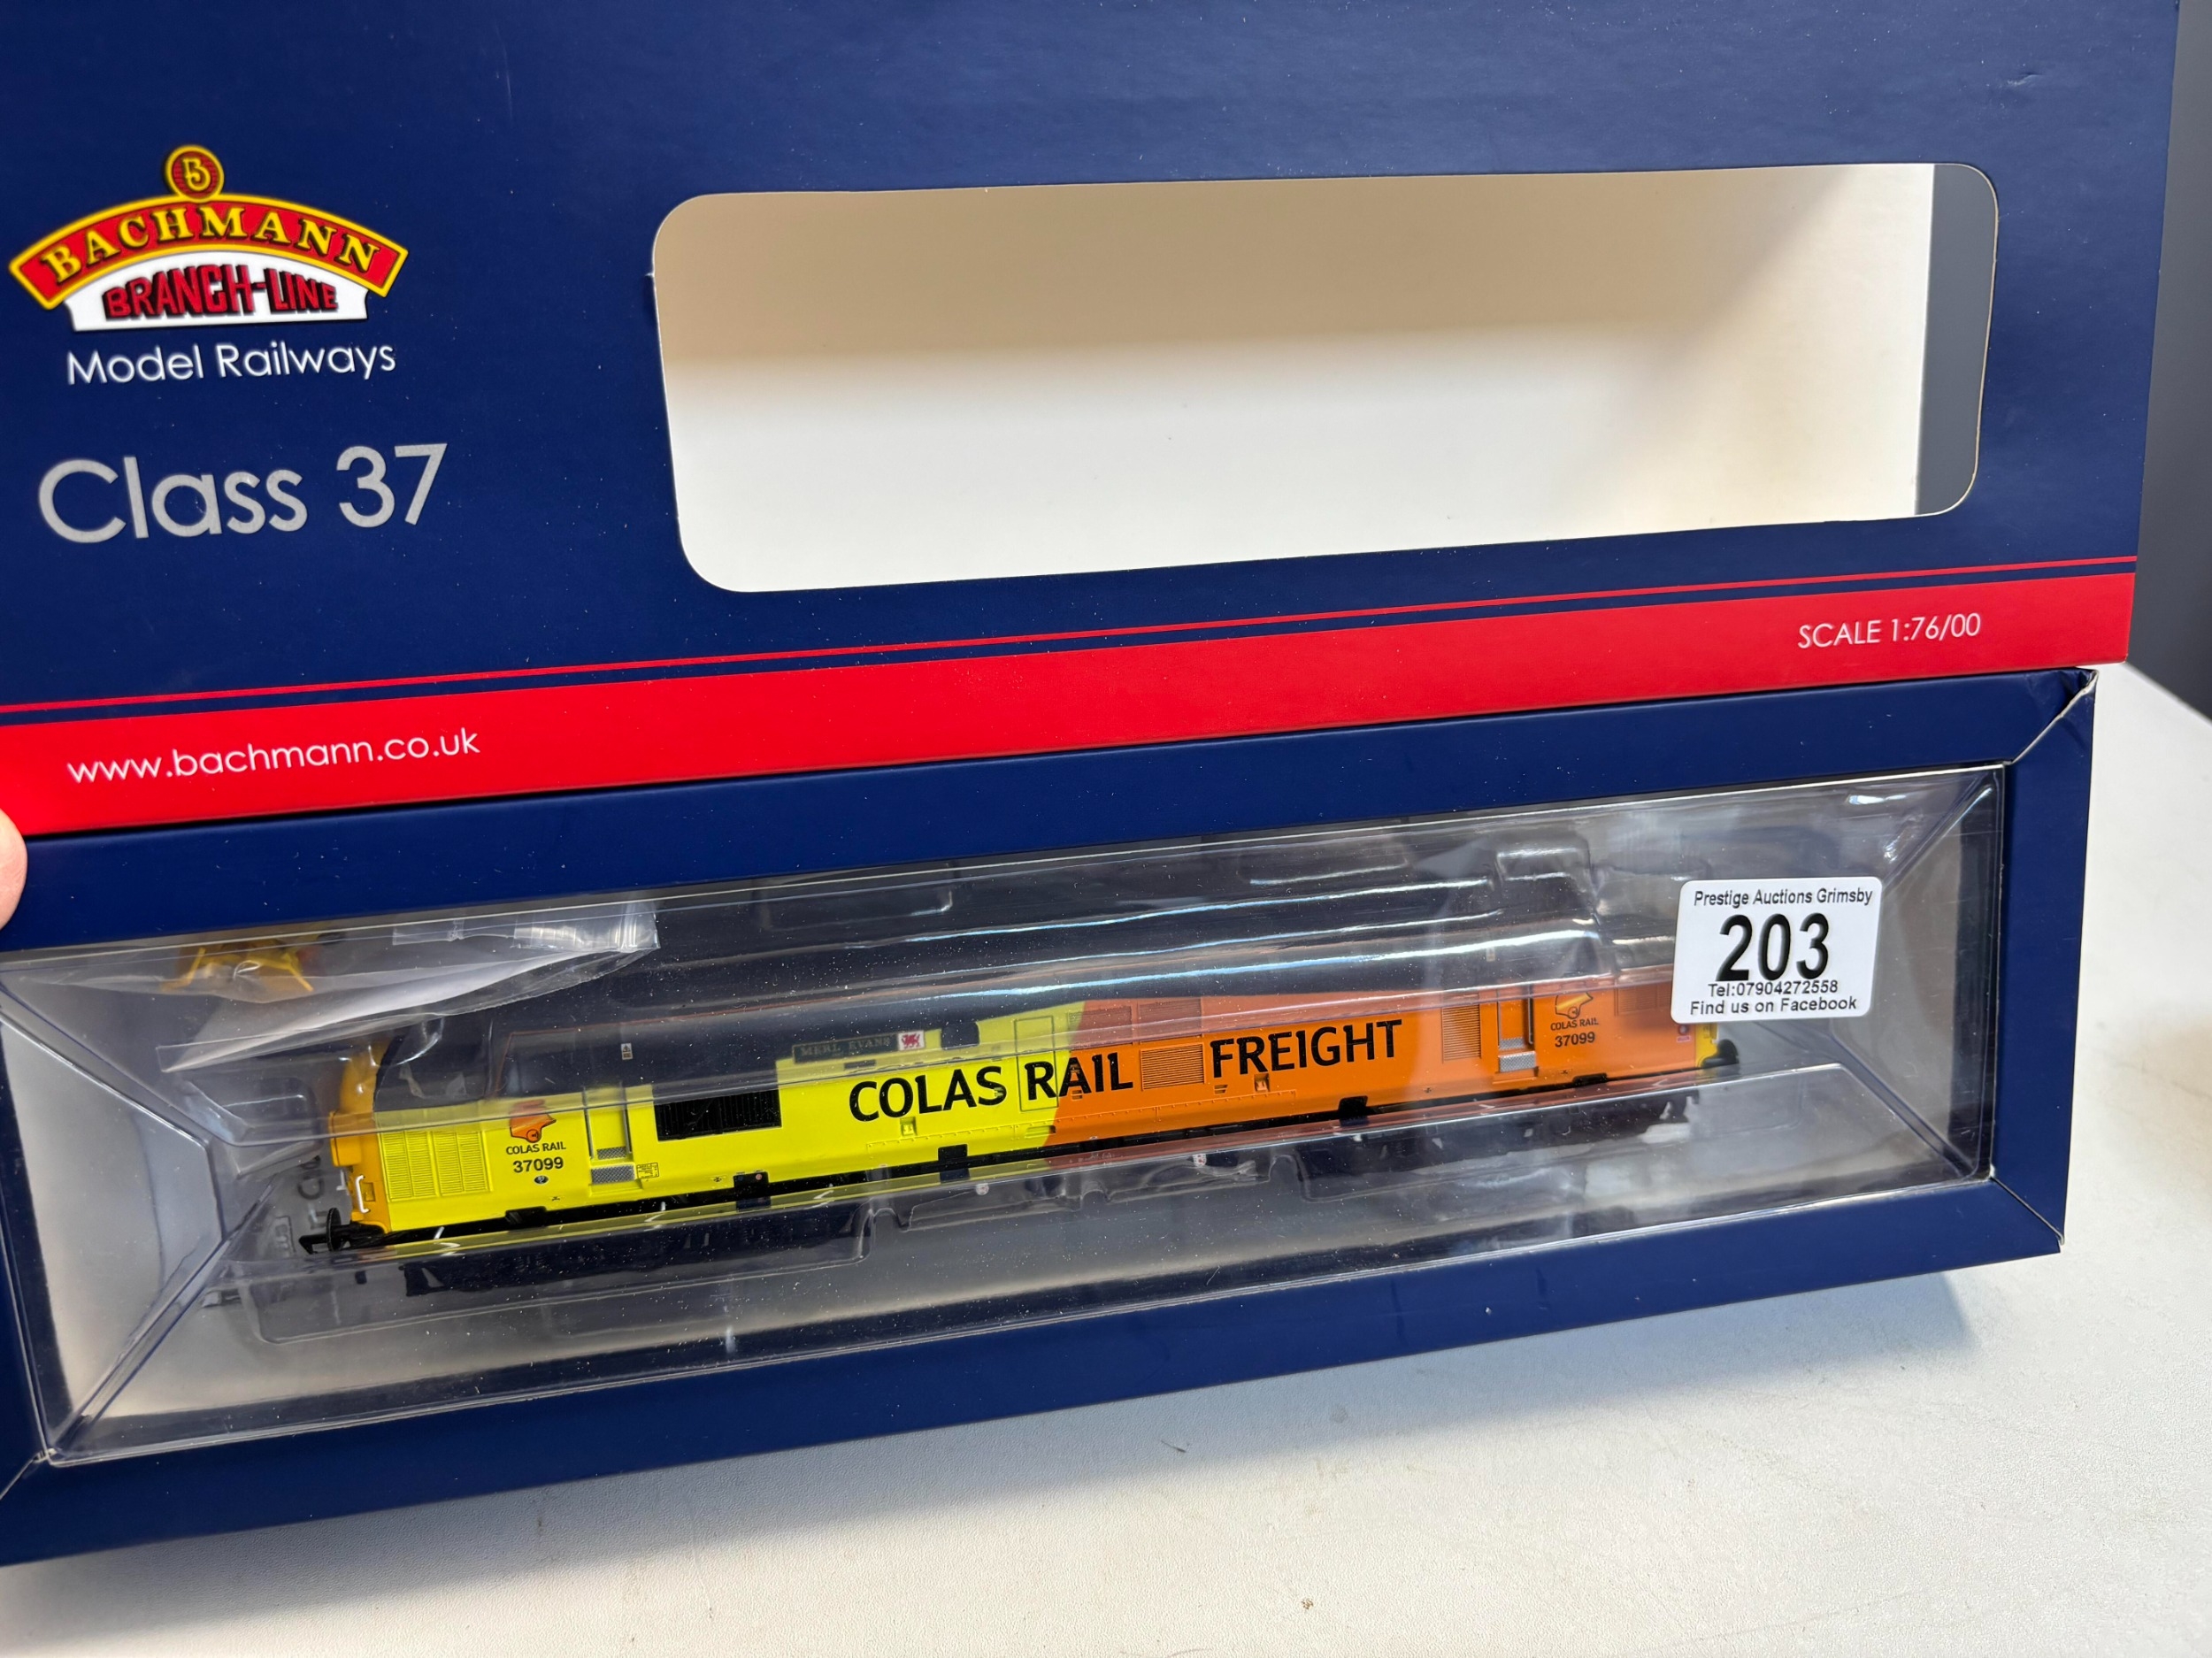 B
BACHMANN
BRANCH-LINE
Model Railways
Class 37
SCALE 1:76/00
www.bachmann.co.uk
Prestige Auctions Grimsby
203
Tel:07904272558
Find us on Facebook
MERL EVANS
COLAS RAIL FREIGHT
COLAS RAIL
37099
COLAS RAIL
37099